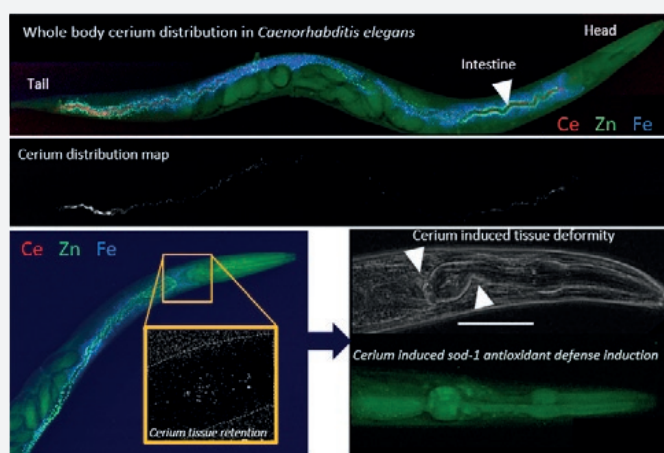 Whole body cerium distribution in Caenorhabditis elegans
Head
Tail
Intestine
Ce Zn Fe
Cerium distribution map
Ce Zn Fe
Cerium tissue retention
Cerium induced tissue deformity
Cerium induced sod-1 antioxidant defense induction